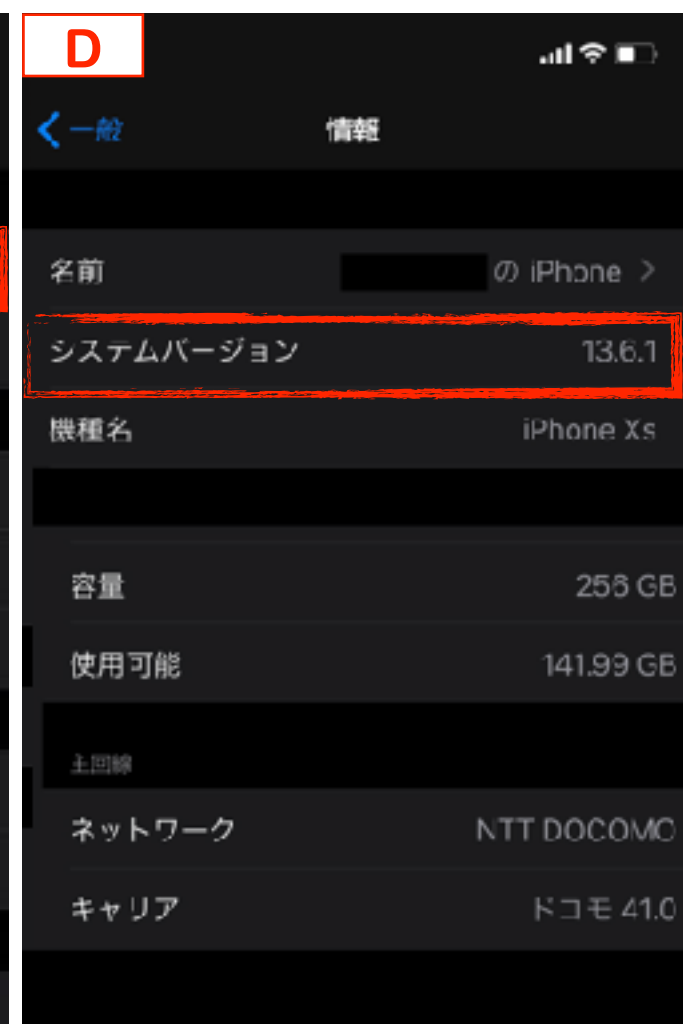 D
一般
情報
名前 の iPhone
システムバージョン 13.6.1
機種名 iPhone Xs
容量 256 GB
使用可能 141.99 GB
主回線
ネットワーク NTT DOCOMO
キャリア ドコモ 41.0